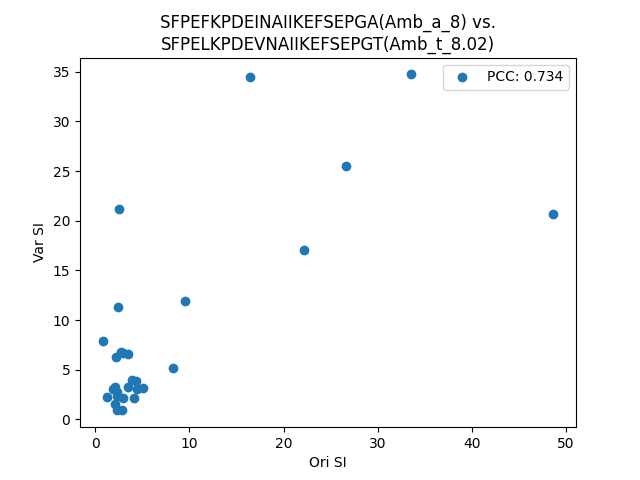 SFPEFKPDEINAIIKEFSEPGA(Amb_a_8) vs.
SFPELKPDEVNAIIKEFSEPGT(Amb_t_8.02)
PCC: 0.734
35
30
25
20
15
10
5
0
Var SI
0 10 20 30 40 50
Ori SI